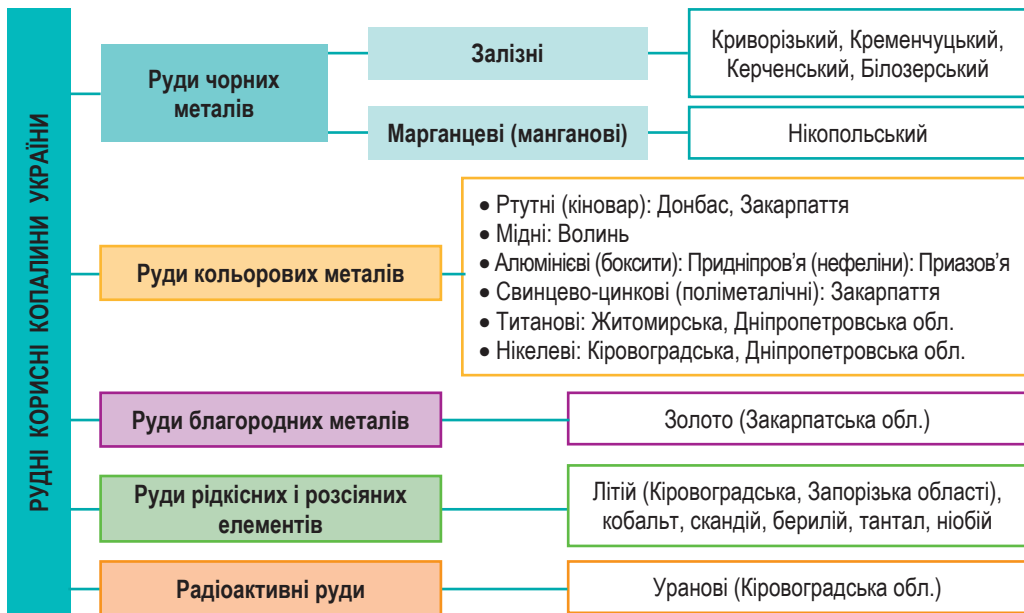 РУДНІ КОРИСНІ КОПАЛИНИ УКРАЇНИ
Руди чорних
металів
Залізні
Криворізький, Кременчуцький,
Керченський, Білозерський
Марганцеві (манганові)
Нікопольський
Руди кольорових металів
• Ртутні (кіновар): Донбас, Закарпаття
• Мідні: Волинь
• Алюмінієві (боксити): Придніпров’я (нефеліни): Приазов’я
• Свинцево-цинкові (поліметалічні): Закарпаття
• Титанові: Житомирська, Дніпропетровська обл.
• Нікелеві: Кіровоградська, Дніпропетровська обл.
Руди благородних металів
Золото (Закарпатська обл.)
Руди рідкісних і розсіяних
елементів
Літій (Кіровоградська, Запорізька області),
кобальт, скандій, берилій, тантал, ніобій
Радіоактивні руди
Уранові (Кіровоградська обл.)